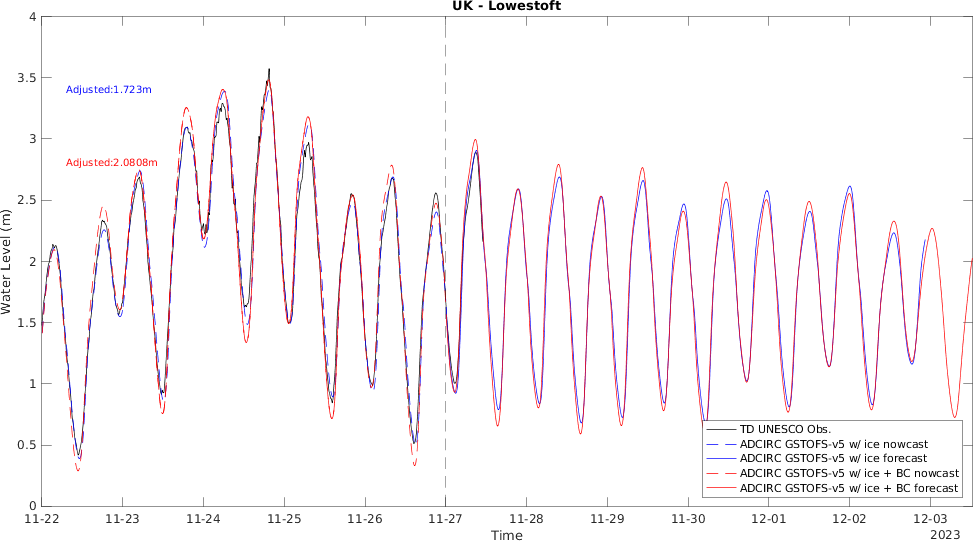 UK - Lowestoft
4
3.5
3
2.5
2
1.5
1
0.5
0
Water Level (m)
Adjusted:1.723m
Adjusted:2.0808m
TD UNESCO Obs.
ADCIRC GSTOFS-v5 w/ ice nowcast
ADCIRC GSTOFS-v5 w/ ice forecast
ADCIRC GSTOFS-v5 w/ ice + BC nowcast
ADCIRC GSTOFS-v5 w/ ice + BC forecast
11-22 11-23 11-24 11-25 11-26 11-27 11-28 11-29 11-30 12-01 12-02 12-03
Time
2023